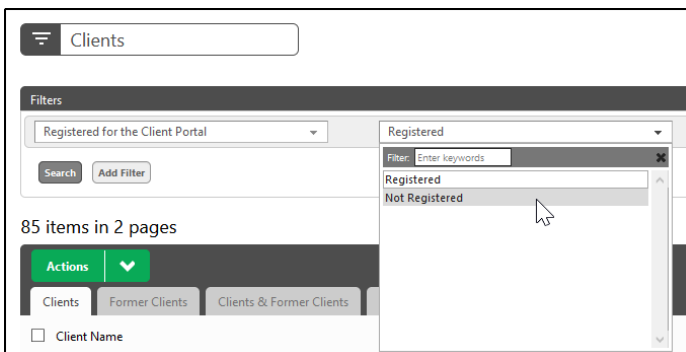 Clients
Filters
Registered for the Client Portal
Registered
Filter: Enter keywords
Registered
Not Registered
Search
Add Filter
85 items in 2 pages
Actions
Clients
Former Clients
Clients & Former Clients
Client Name